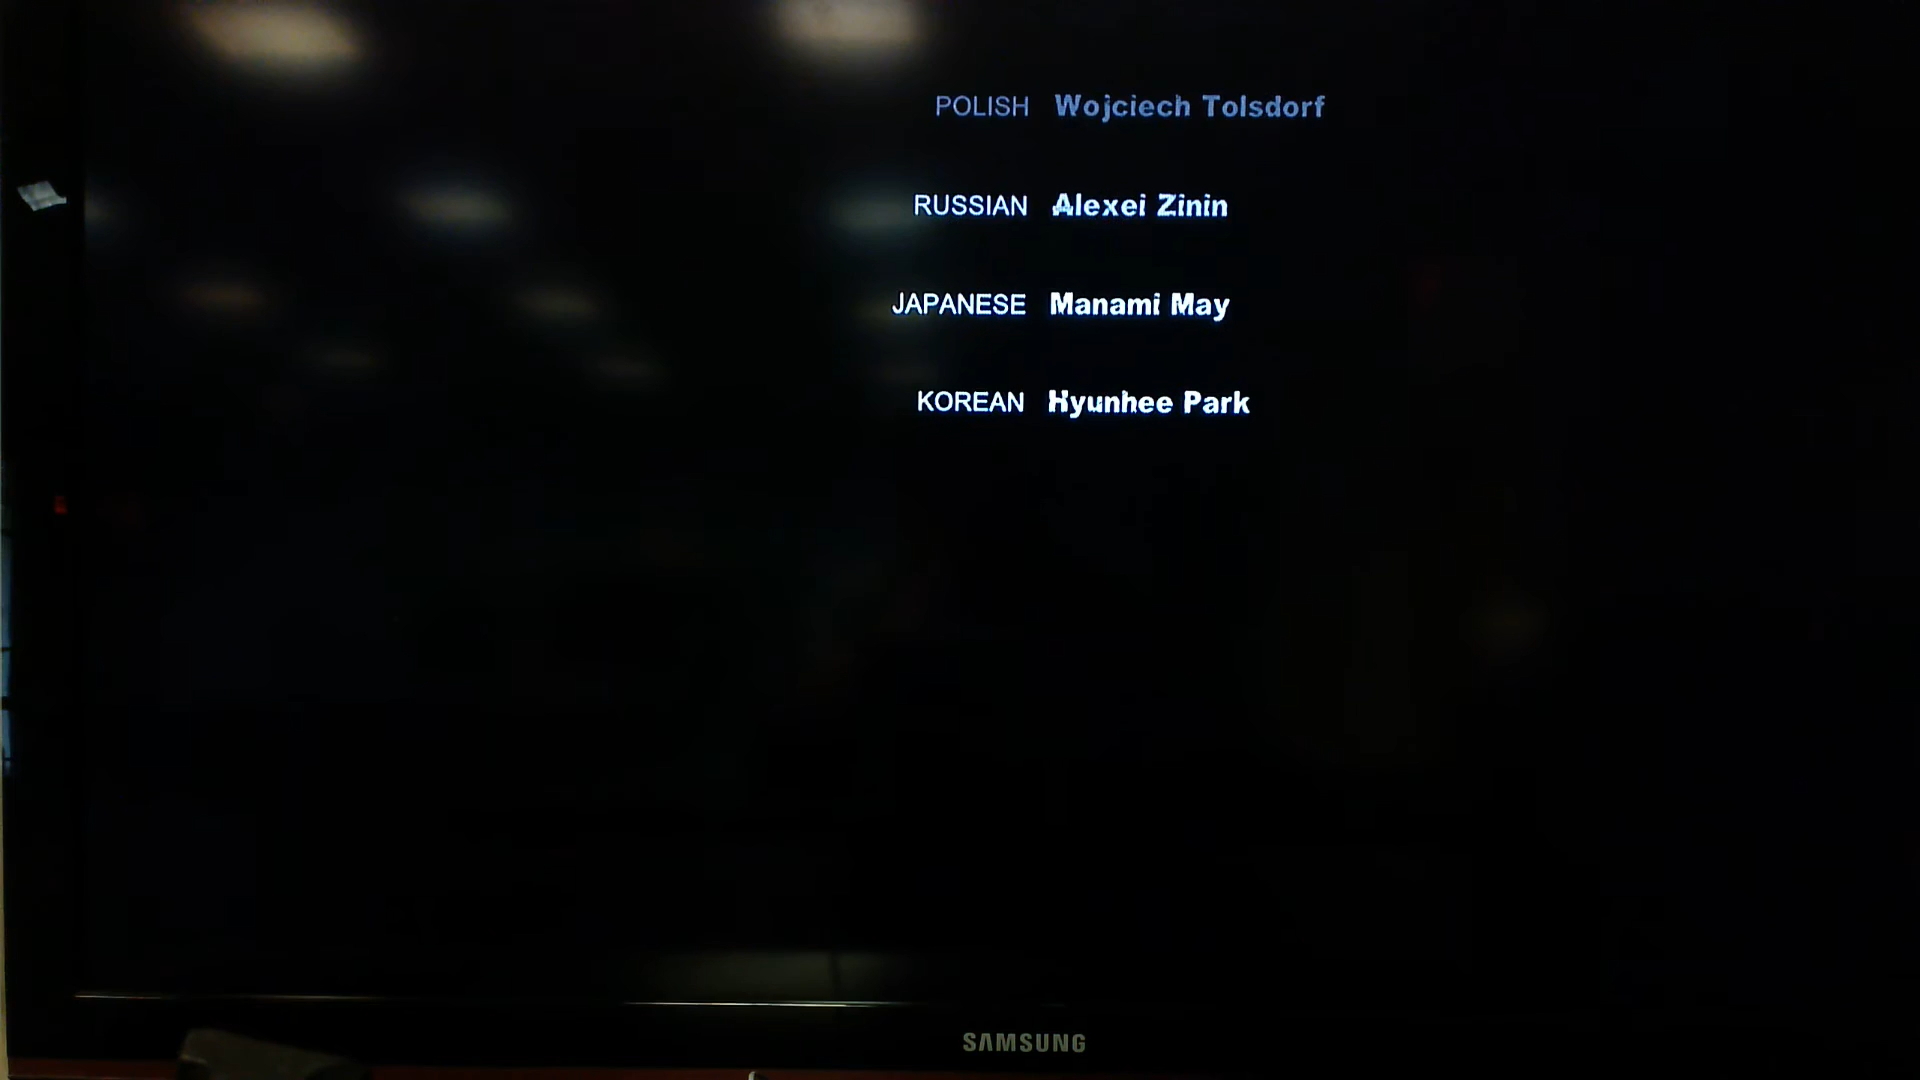 POLISH Wojciech Tolsdorf
RUSSIAN Alexei Zinin
JAPANESE Manami May
KOREAN Hyunhee Park
SAMSUNG